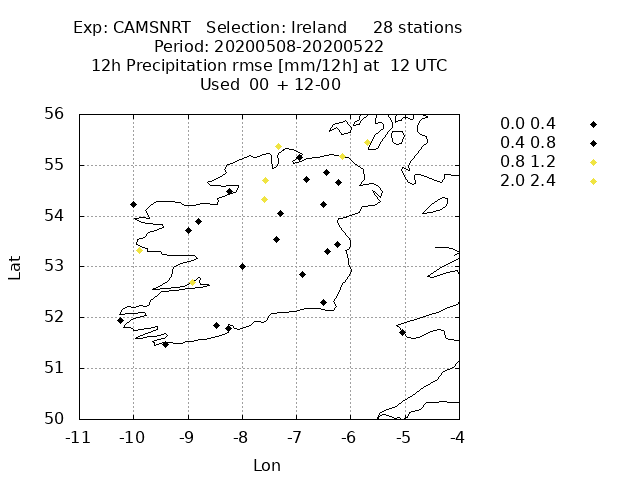 Exp: CAMSNRT Selection: Ireland 28 stations
Period: 20200508-20200522
12h Precipitation rmse [mm/12h] at 12 UTC
Used 00 + 12-00
56
55
54
53
52
51
50
-11 -10 -9 -8 -7 -6 -5 -4
Lat
Lon
0.0 0.4
0.4 0.8
0.8 1.2
2.0 2.4